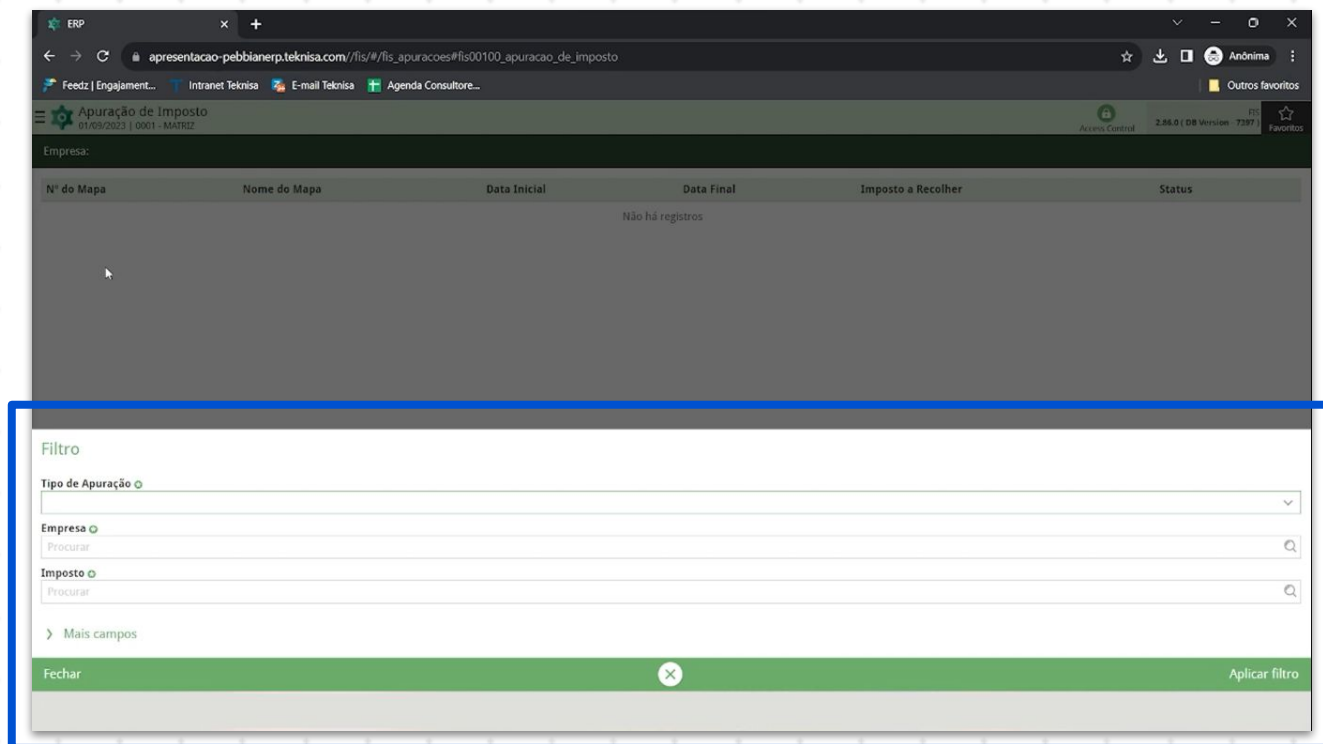 ERP
apresentacao-pebbianerp.teknisa.com//fis/#/fis_apuracoes#fis00100_apuracao_de_imposto
Anônima
Feedz | Engajament... Intranet Teknisa E-mail Teknisa Agenda Consultore... Outros favoritos
Apuração de Imposto
01/09/2023 | 0001 - MATRIZ
Access Control
FIS
2.86.0 ( DB Version - 7397 )
Favoritos
Empresa:
Nº do Mapa Nome do Mapa Data Inicial Data Final Imposto a Recolher Status
Não há registros
Filtro
Tipo de Apuração
Empresa
Procurar
Imposto
Procurar
Mais campos
Fechar Aplicar filtro